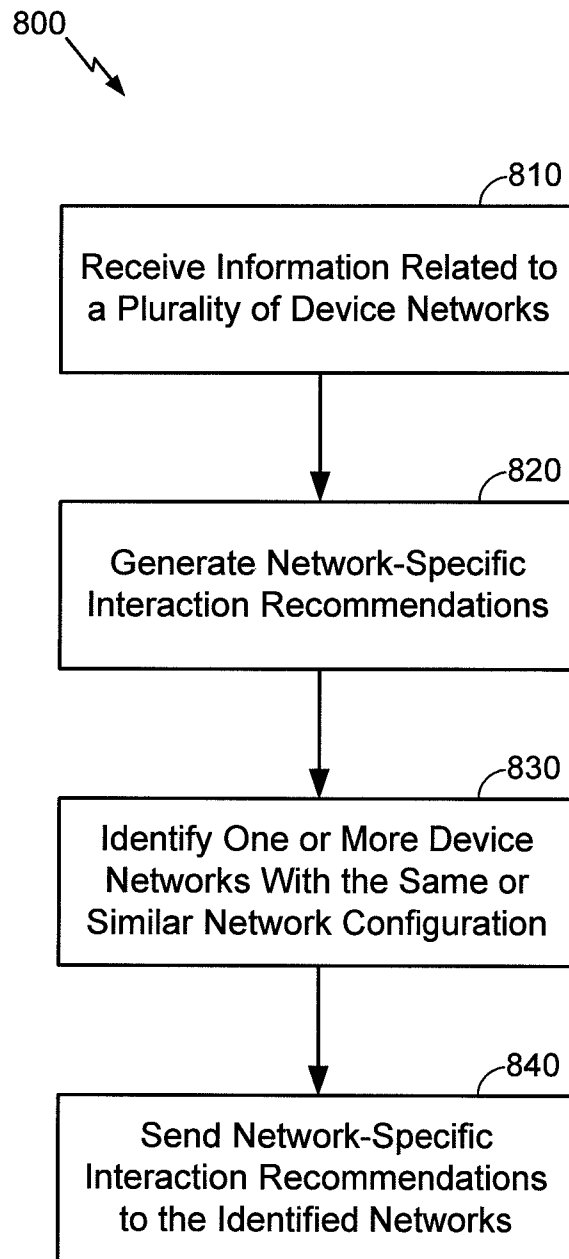 800
810
Receive Information Related to
a Plurality of Device Networks
820
Generate Network-Specific
Interaction Recommendations
830
Identify One or More Device
Networks With the Same or
Similar Network Configuration
840
Send Network-Specific
Interaction Recommendations
to the Identified Networks